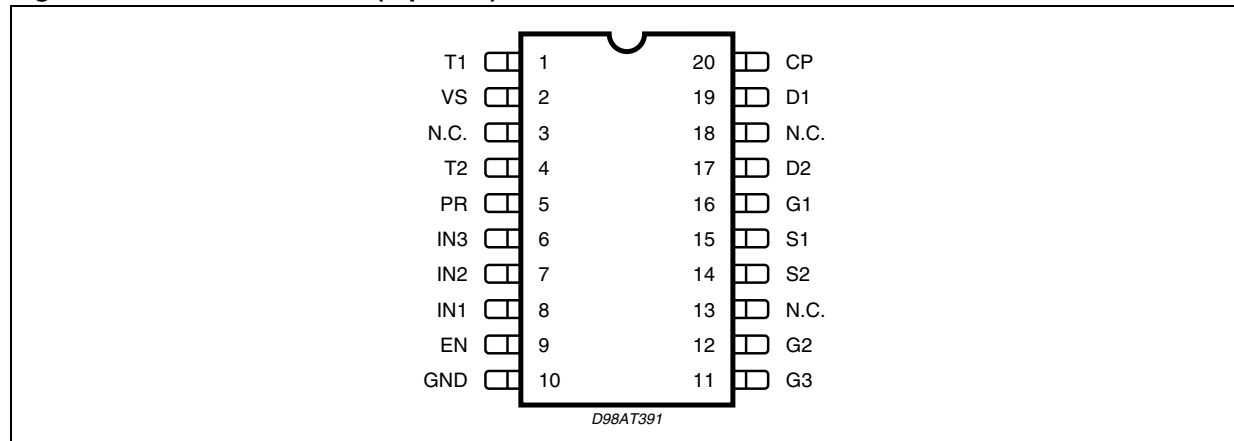 T1 1 20 CP
VS 2 19 D1
N.C. 3 18 N.C.
T2 4 17 D2
PR 5 16 G1
IN3 6 15 S1
IN2 7 14 S2
IN1 8 13 N.C.
EN 9 12 G2
GND 10 11 G3
D98AT391